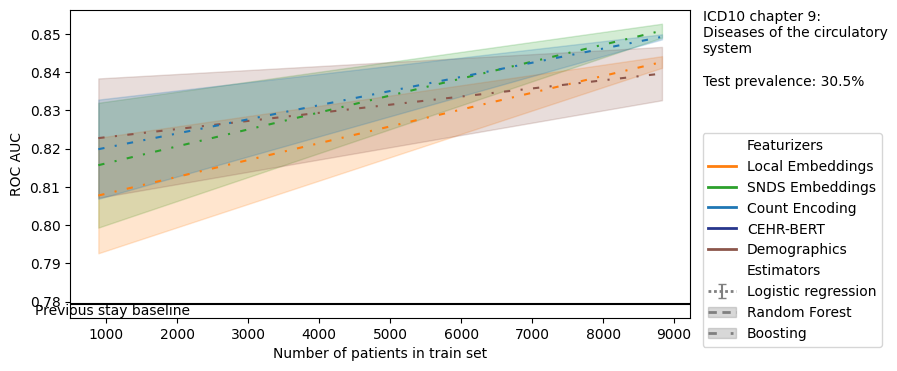 ICD10 chapter 9:
Diseases of the circulatory
system
Test prevalence: 30.5%
ROC AUC
0.85
0.84
0.83
0.82
0.81
0.80
0.79
0.78
Previous stay baseline
1000 2000 3000 4000 5000 6000 7000 8000 9000
Number of patients in train set
Featurizers
Local Embeddings
SNDS Embeddings
Count Encoding
CEHR-BERT
Demographics
Estimators
Logistic regression
Random Forest
Boosting